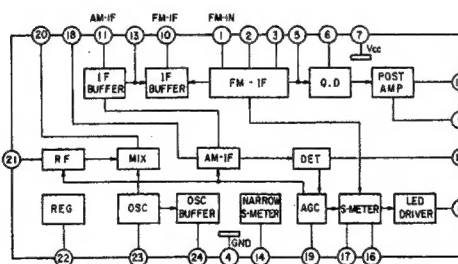 AM-IF FM-IF FM-IN
20 18 11 13 10 1 2 3 5 6 7
Vcc
IF BUFFER IF BUFFER FM-IF Q.D POST AMP
21 RF MIX AM-IF DET
REG OSC OSC BUFFER NARROW S-METER AGC S-METER LED DRIVER
GND
22 23 24 4 14 19 17 16